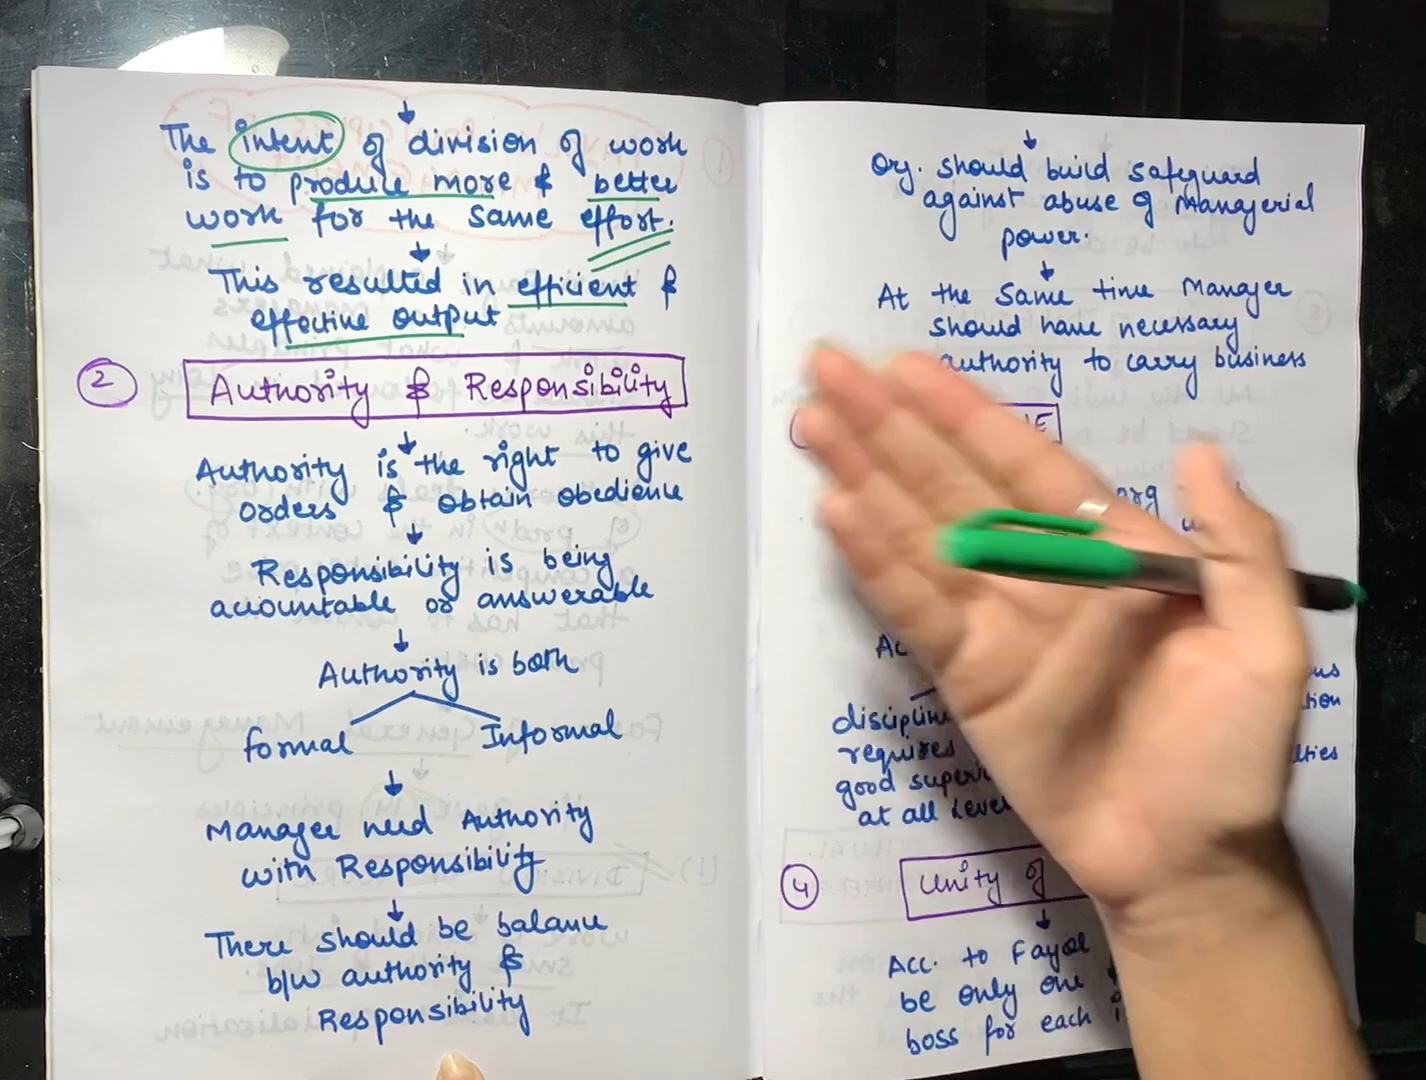 The intent of division of work
is to produce more & better
work for the same effort.
This resulted in efficient &
effective output
2 Authority & Responsibility
Authority is the right to give
orders & obtain obedience
Responsibility is being
accountable or answerable
Authority is both
formal Informal
Manager need Authority
with Responsibility.
There should be balance
b/w authority &
Responsibility
Org. should build safeguard
against abuse of Managerial
power.
At the same time Manager
should have necessary
authority to carry business
org
discipline
requires
good
at all
4 Unity of
Acc. to Fayol
be only one
boss for each